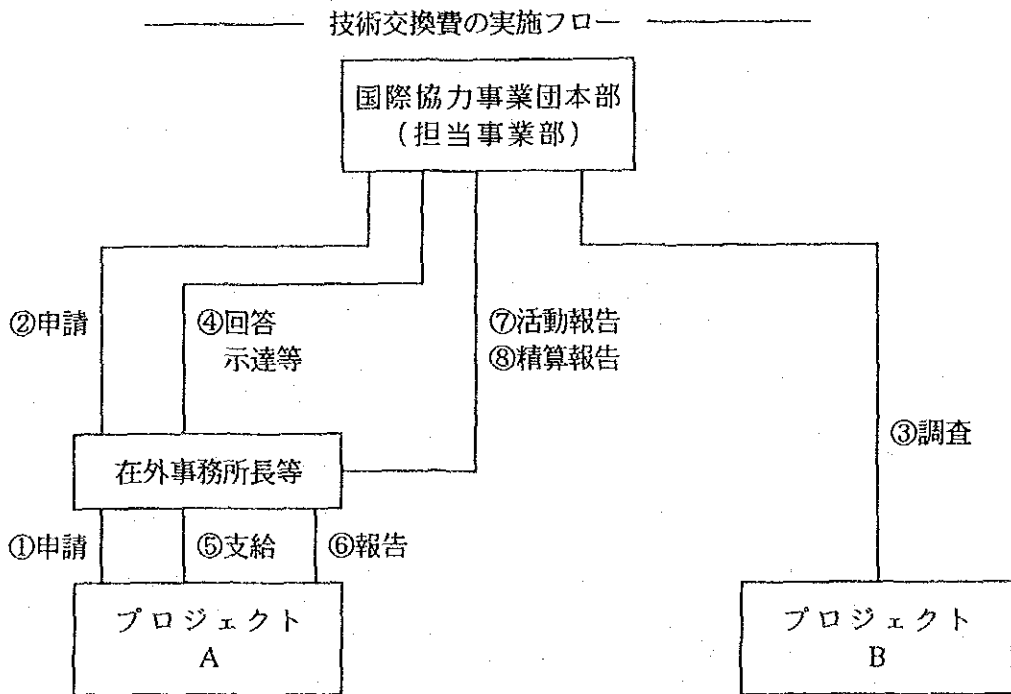 技術交換費の実施フロー
国際協力事業団本部
(担当事業部)
②申請
④回答
示達等
⑦活動報告
⑧精算報告
③調査
在外事務所長等
①申請
⑤支給
⑥報告
プロジェクト
A
プロジェクト
B